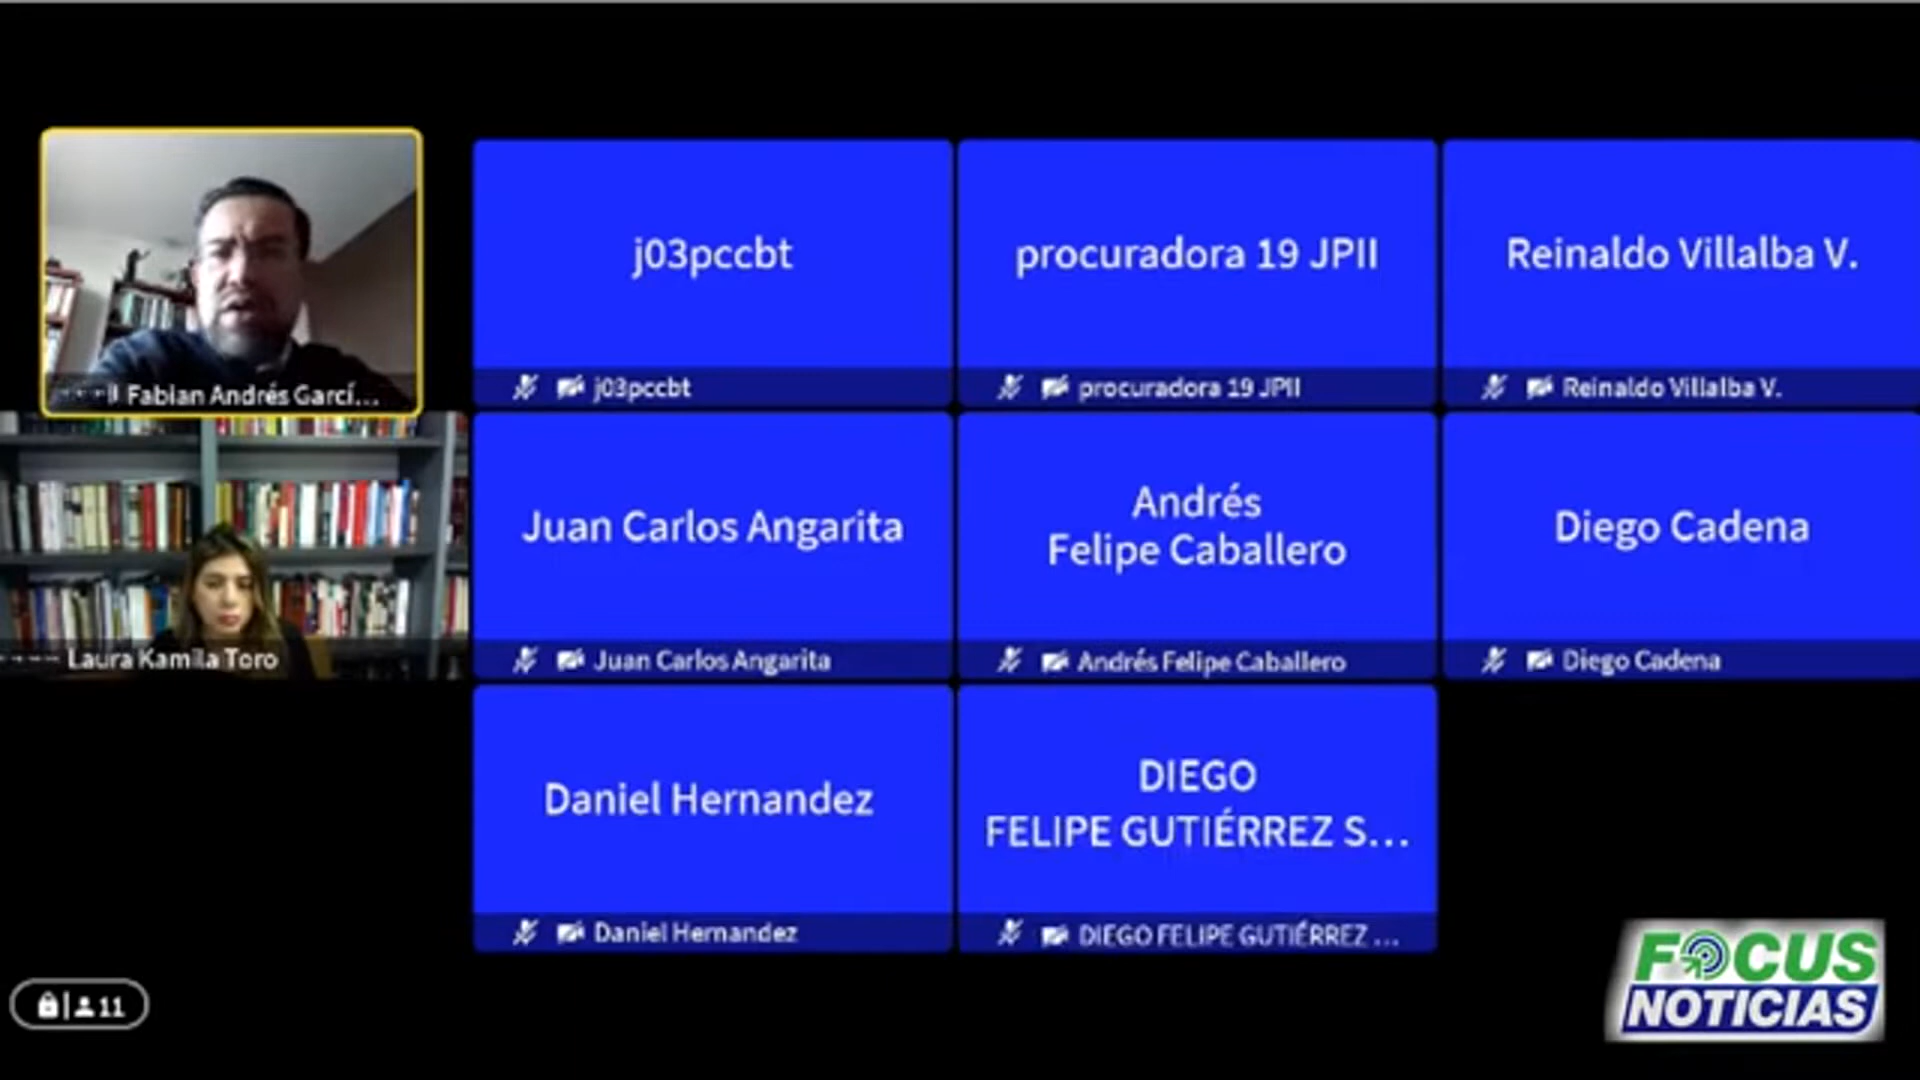 j03pccbt
procuradora 19 JPII
Reinaldo Villalba V.
Fabian Andrés Garcí...
j03pccbt
procuradora 19 JPII
Reinaldo Villalba V.
Juan Carlos Angarita
Andrés
Felipe Caballero
Diego Cadena
Laura Kamila Toro
Juan Carlos Angarita
Andrés Felipe Caballero
Diego Cadena
Daniel Hernandez
DIEGO
FELIPE GUTIÉRREZ S...
Daniel Hernandez
DIEGO FELIPE GUTIÉRREZ ...
11
FOCUS
NOTICIAS